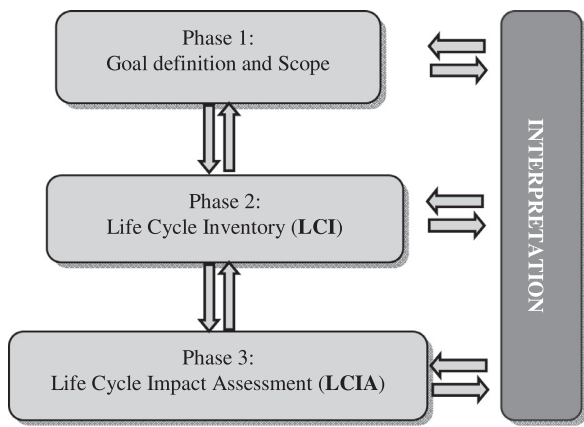 Phase 1:
Goal definition and Scope
Phase 2:
Life Cycle Inventory (LCI)
Phase 3:
Life Cycle Impact Assessment (LCIA)
INTERPRETATION